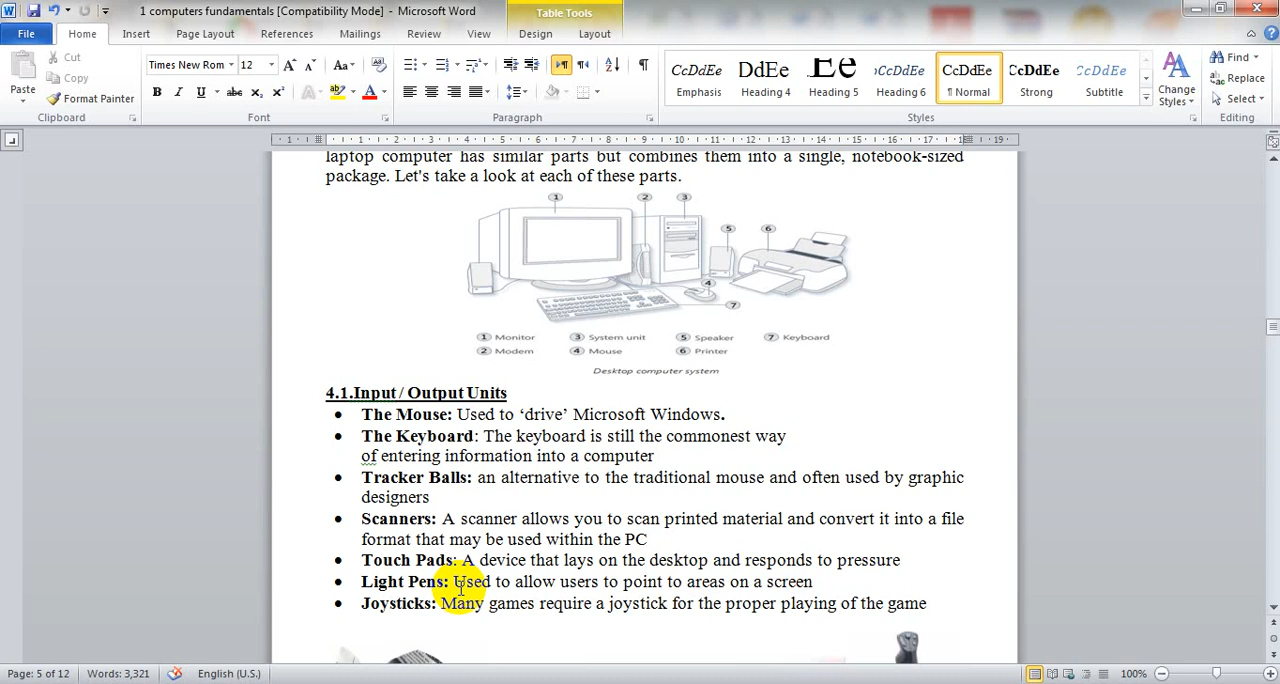 1 computers fundamentals [Compatibility Mode] - Microsoft Word
Table Tools
File Home Insert Page Layout References Mailings Review View Design Layout
Paste
Cut
Copy
Format Painter
Clipboard
Times New Rom 12
Font
Paragraph
CcDdEe DdEe Ee CcDdEe CcDdEe CcDdEe CcDdEe
Emphasis Heading 4 Heading 5 Heading 6 ¶ Normal Strong Subtitle
Change Styles
Styles
Find
Replace
Select
Editing
laptop computer has similar parts but combines them into a single, notebook-sized
package. Let's take a look at each of these parts.
1 2 3 5 6 4 7
1 Monitor 3 System unit 5 Speaker 7 Keyboard
2 Modem 4 Mouse 6 Printer
Desktop computer system
4.1.Input / Output Units
• The Mouse: Used to ‘drive’ Microsoft Windows.
• The Keyboard: The keyboard is still the commonest way
of entering information into a computer
• Tracker Balls: an alternative to the traditional mouse and often used by graphic
designers
• Scanners: A scanner allows you to scan printed material and convert it into a file
format that may be used within the PC
• Touch Pads: A device that lays on the desktop and responds to pressure
• Light Pens: Used to allow users to point to areas on a screen
• Joysticks: Many games require a joystick for the proper playing of the game
Page: 5 of 12 Words: 3,321 English (U.S.) 100%